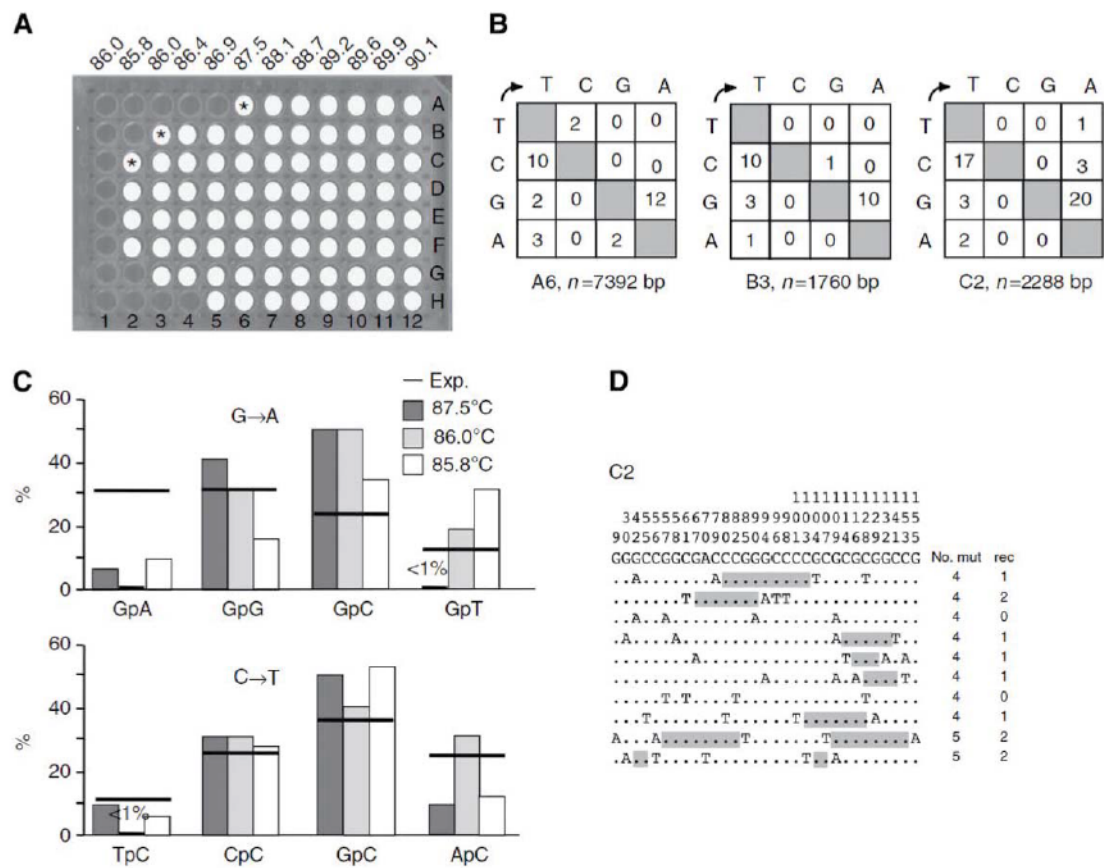 A
86.0 85.8 86.0 86.4 86.9 87.5 88.1 88.7 89.2 89.6 89.9 90.1
* A
* B
* C
D
E
F
G
H
1 2 3 4 5 6 7 8 9 10 11 12
B
T C G A
T 2 0 0
C 10 0 0
G 2 0 12
A 3 0 2
A6, n=7392 bp
T C G A
T 0 0 0
C 10 0 1
G 3 0 10
A 1 0 0
B3, n=1760 bp
T C G A
T 0 0 1
C 17 0 3
G 3 0 20
A 2 0 0
C2, n=2288 bp
C
60
40
20
0
%
G→A
Exp.
87.5°C
86.0°C
85.8°C
<1%
GpA GpG GpC GpT
60
40
20
0
%
C→T
<1%
TpC CpC GpC ApC
D
C2
GGGCCGGCGACCCGGGCCCCGCGCGCGGCCG No. mut rec
..A.......A.........T....T..... 4 1
.......T.......ATT............. 4 2
..A..A........A.......A........ 4 0
.A....A...............A.....T.. 4 1
........A..............T...A.A. 4 1
...............A......A.A....T. 4 1
.....T.T....T............T..... 4 0
...T.......T......T.......A.... 4 1
A...A........T.......T........A 5 2
.A..T....T.........T..A........ 5 2